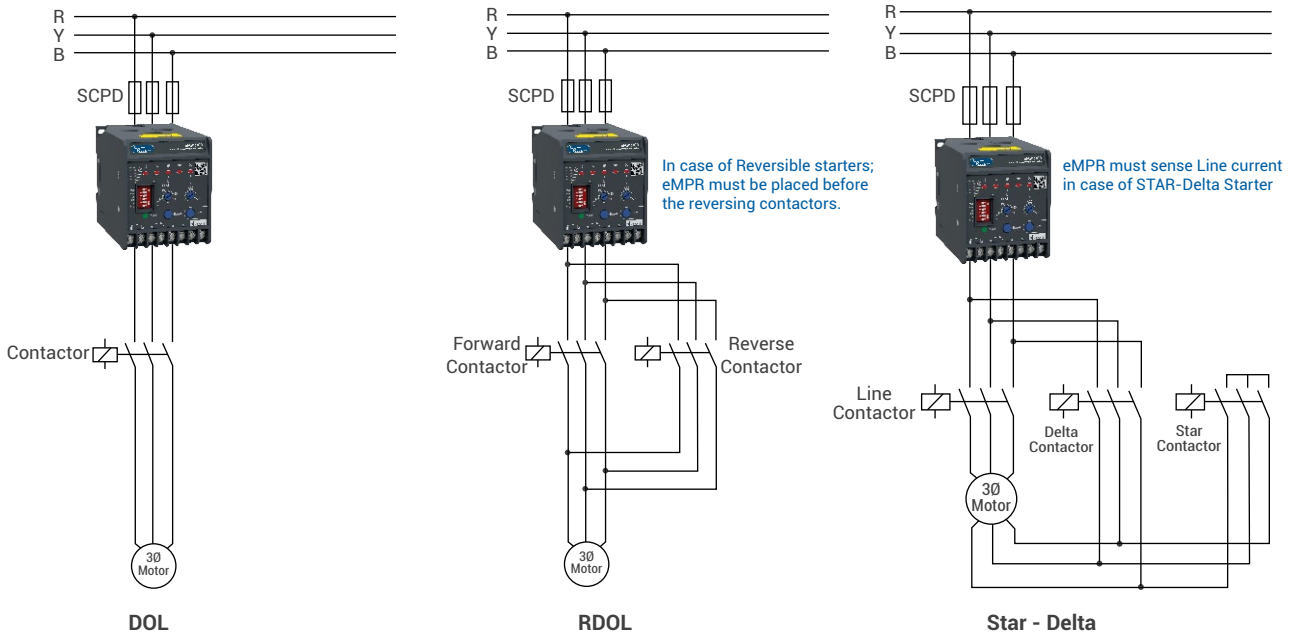 R
Y
B
SCPD
Contactor
3Ø
Motor
DOL
R
Y
B
SCPD
In case of Reversible starters;
eMPR must be placed before
the reversing contactors.
Forward
Contactor
Reverse
Contactor
3Ø
Motor
RDOL
R
Y
B
SCPD
eMPR must sense Line current
in case of STAR-Delta Starter
Line
Contactor
Delta
Contactor
Star
Contactor
3Ø
Motor
Star - Delta